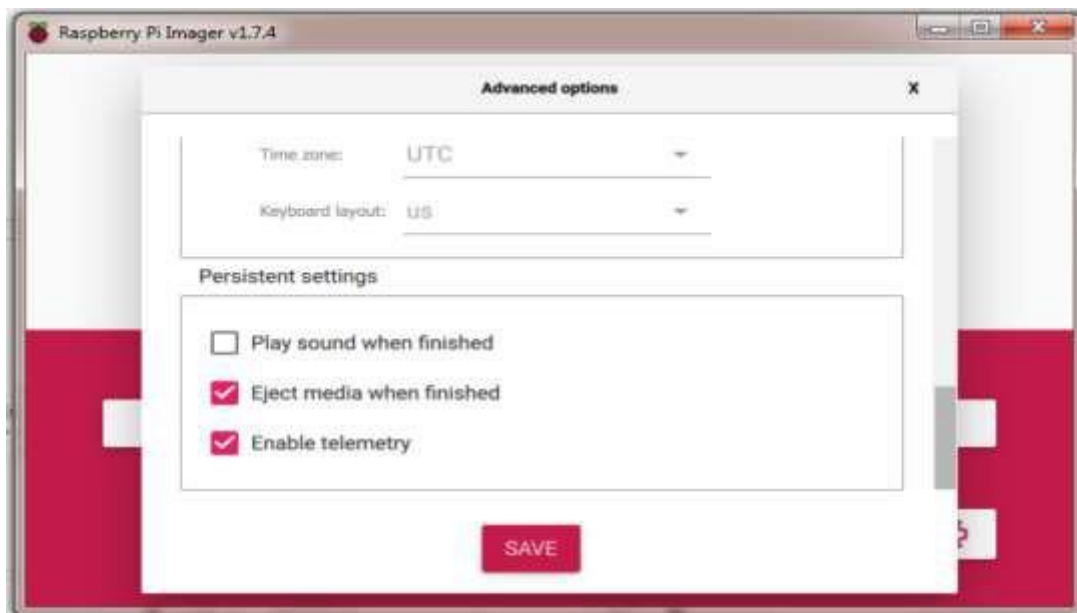 Raspberry Pi Imager v1.7.4
Advanced options X
Time zone: UTC
Keyboard layout: us
Persistent settings
Play sound when finished
Eject media when finished
Enable telemetry
SAVE